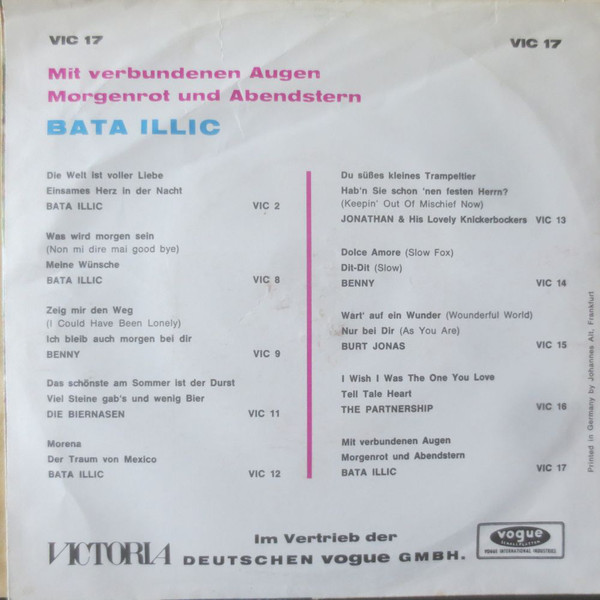 VIC 17
VIC 17
Mit verbundenen Augen
Morgenrot und Abendstern
BATA ILLIC
Die Welt ist voller Liebe
Einsames Herz in der Nacht
BATA ILLIC VIC 2
Was wird morgen sein
(Non mi dire mai good bye)
Meine Wünsche
BATA ILLIC VIC 8
Zeig mir den Weg
(I Could Have Been Lonely)
Ich bleib auch morgen bei dir
BENNY VIC 9
Das schönste am Sommer ist der Durst
Viel Steine gab's und wenig Bier
DIE BIERNASEN VIC 11
Morena
Der Traum von Mexico
BATA ILLIC VIC 12
Du süßes kleines Trampeltier
Hab'n Sie schon 'nen festen Herrn?
(Keepin' Out Of Mischief Now)
JONATHAN & His Lovely Knickerbockers VIC 13
Dolce Amore (Slow Fox)
Dit-Dit (Slow)
BENNY VIC 14
Wart' auf ein Wunder (Wounderful World)
Nur bei Dir (As You Are)
BURT JONAS VIC 15
I Wish I Was The One You Love
Tell Tale Heart
THE PARTNERSHIP VIC 16
Mit verbundenen Augen
Morgenrot und Abendstern
BATA ILLIC VIC 17
Printed in Germany by Johannes Alt, Frankfurt
VICTORIA
Im Vertrieb der
DEUTSCHEN vogue GMBH.
vogue
SCHALLPLATTEN
VOGUE INTERNATIONAL INDUSTRIES